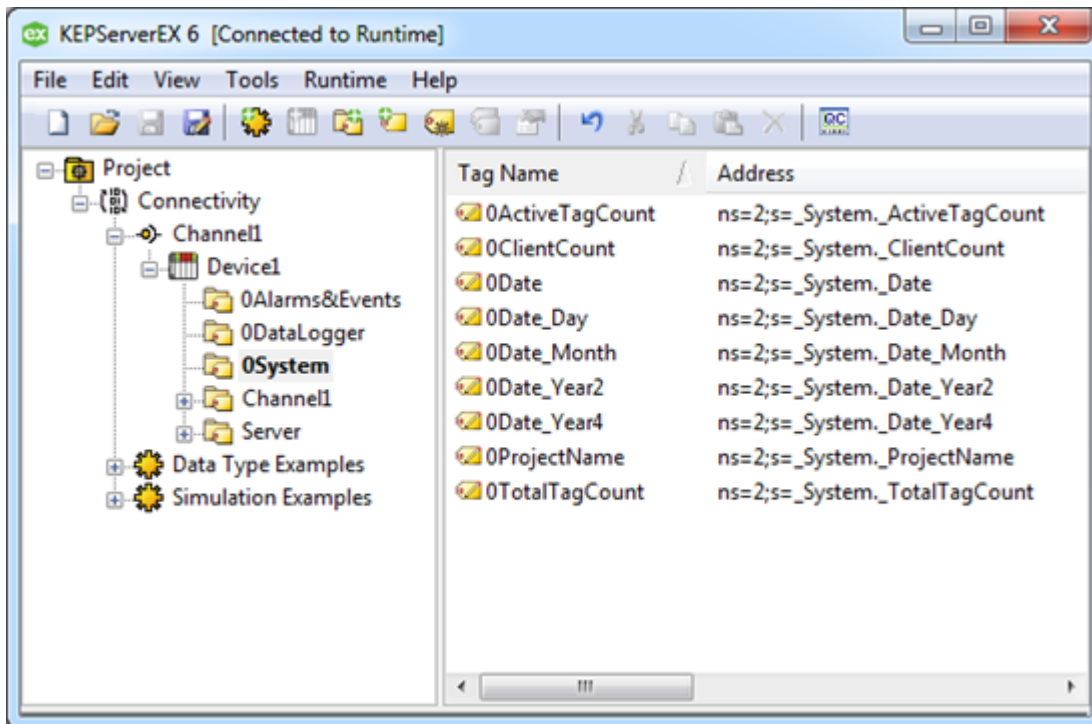 KEPServerEX 6 [Connected to Runtime]
File Edit View Tools Runtime Help
Project
Connectivity
Channel1
Device1
0Alarms&Events
0DataLogger
0System
Channel1
Server
Data Type Examples
Simulation Examples
Tag Name Address
0ActiveTagCount ns=2;s=_System._ActiveTagCount
0ClientCount ns=2;s=_System._ClientCount
0Date ns=2;s=_System._Date
0Date_Day ns=2;s=_System._Date_Day
0Date_Month ns=2;s=_System._Date_Month
0Date_Year2 ns=2;s=_System._Date_Year2
0Date_Year4 ns=2;s=_System._Date_Year4
0ProjectName ns=2;s=_System._ProjectName
0TotalTagCount ns=2;s=_System._TotalTagCount